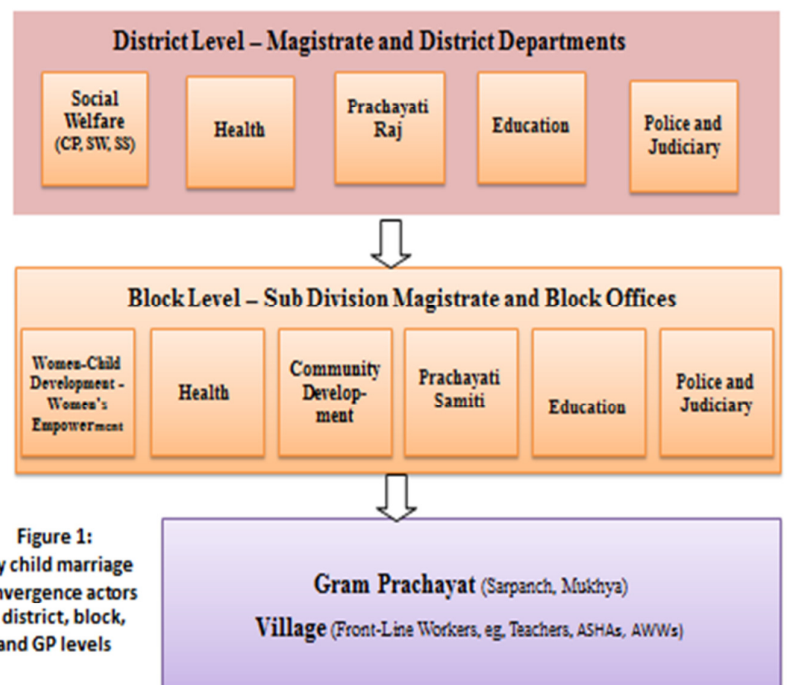 District Level – Magistrate and District Departments
Social
Welfare
(CP, SW, SS)
Health
Prachayati
Raj
Education
Police and
Judiciary
Block Level – Sub Division Magistrate and Block Offices
Women-Child
Development -
Women's
Empowerment
Health
Community
Develop-
ment
Prachayati
Samiti
Education
Police and
Judiciary
Figure 1:
y child marriage
nvergence actors
district, block,
and GP levels
Gram Prachayat (Sarpanch, Mukhya)
Village (Front-Line Workers, eg, Teachers, ASHAs, AWWs)